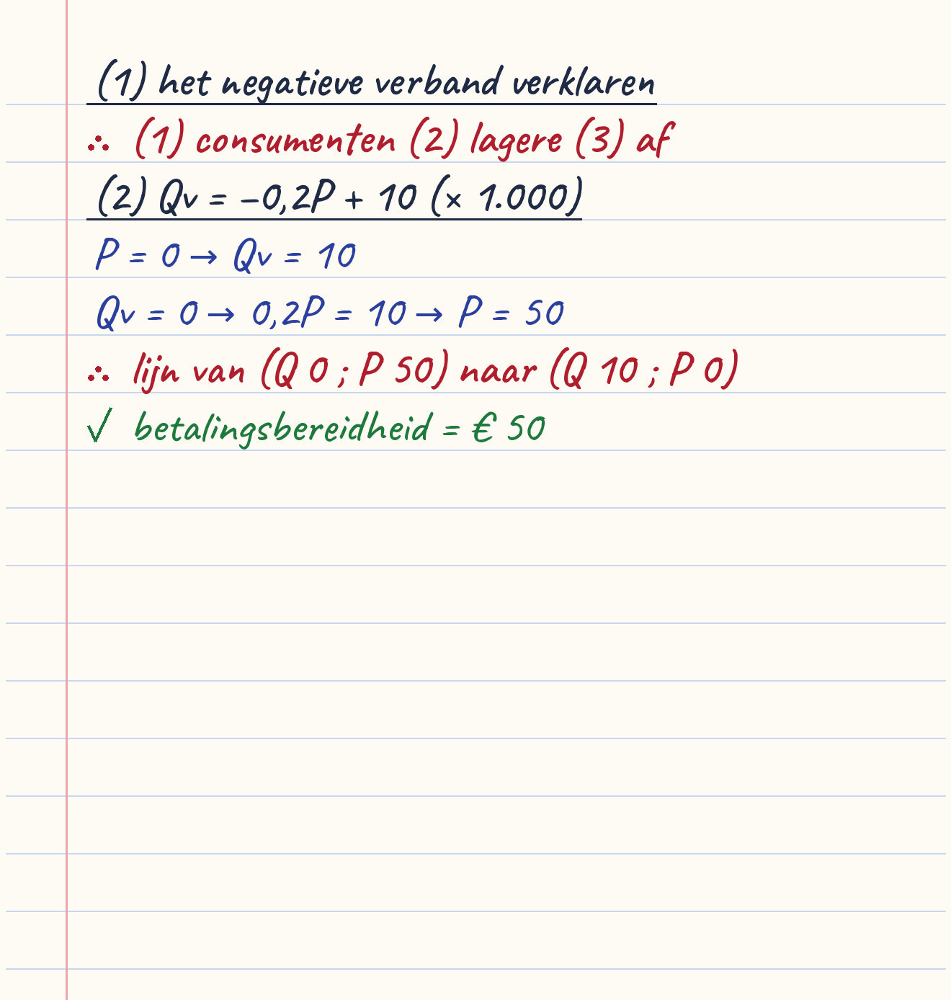 (1) het negatieve verband verklaren
∴ (1) consumenten (2) lagere (3) af
(2) Qv = −0,2P + 10 (× 1.000)
P = 0 → Qv = 10
Qv = 0 → 0,2P = 10 → P = 50
∴ lijn van (Q 0 ; P 50) naar (Q 10 ; P 0)
✓ betalingsbereidheid = € 50